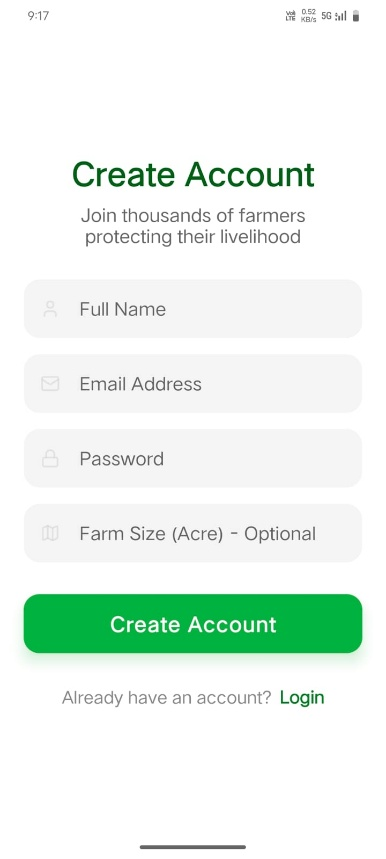 9:17
Vo)) LTE 0.52 KB/s 5G
Create Account
Join thousands of farmers
protecting their livelihood
Full Name
Email Address
Password
Farm Size (Acre) - Optional
Create Account
Already have an account? Login